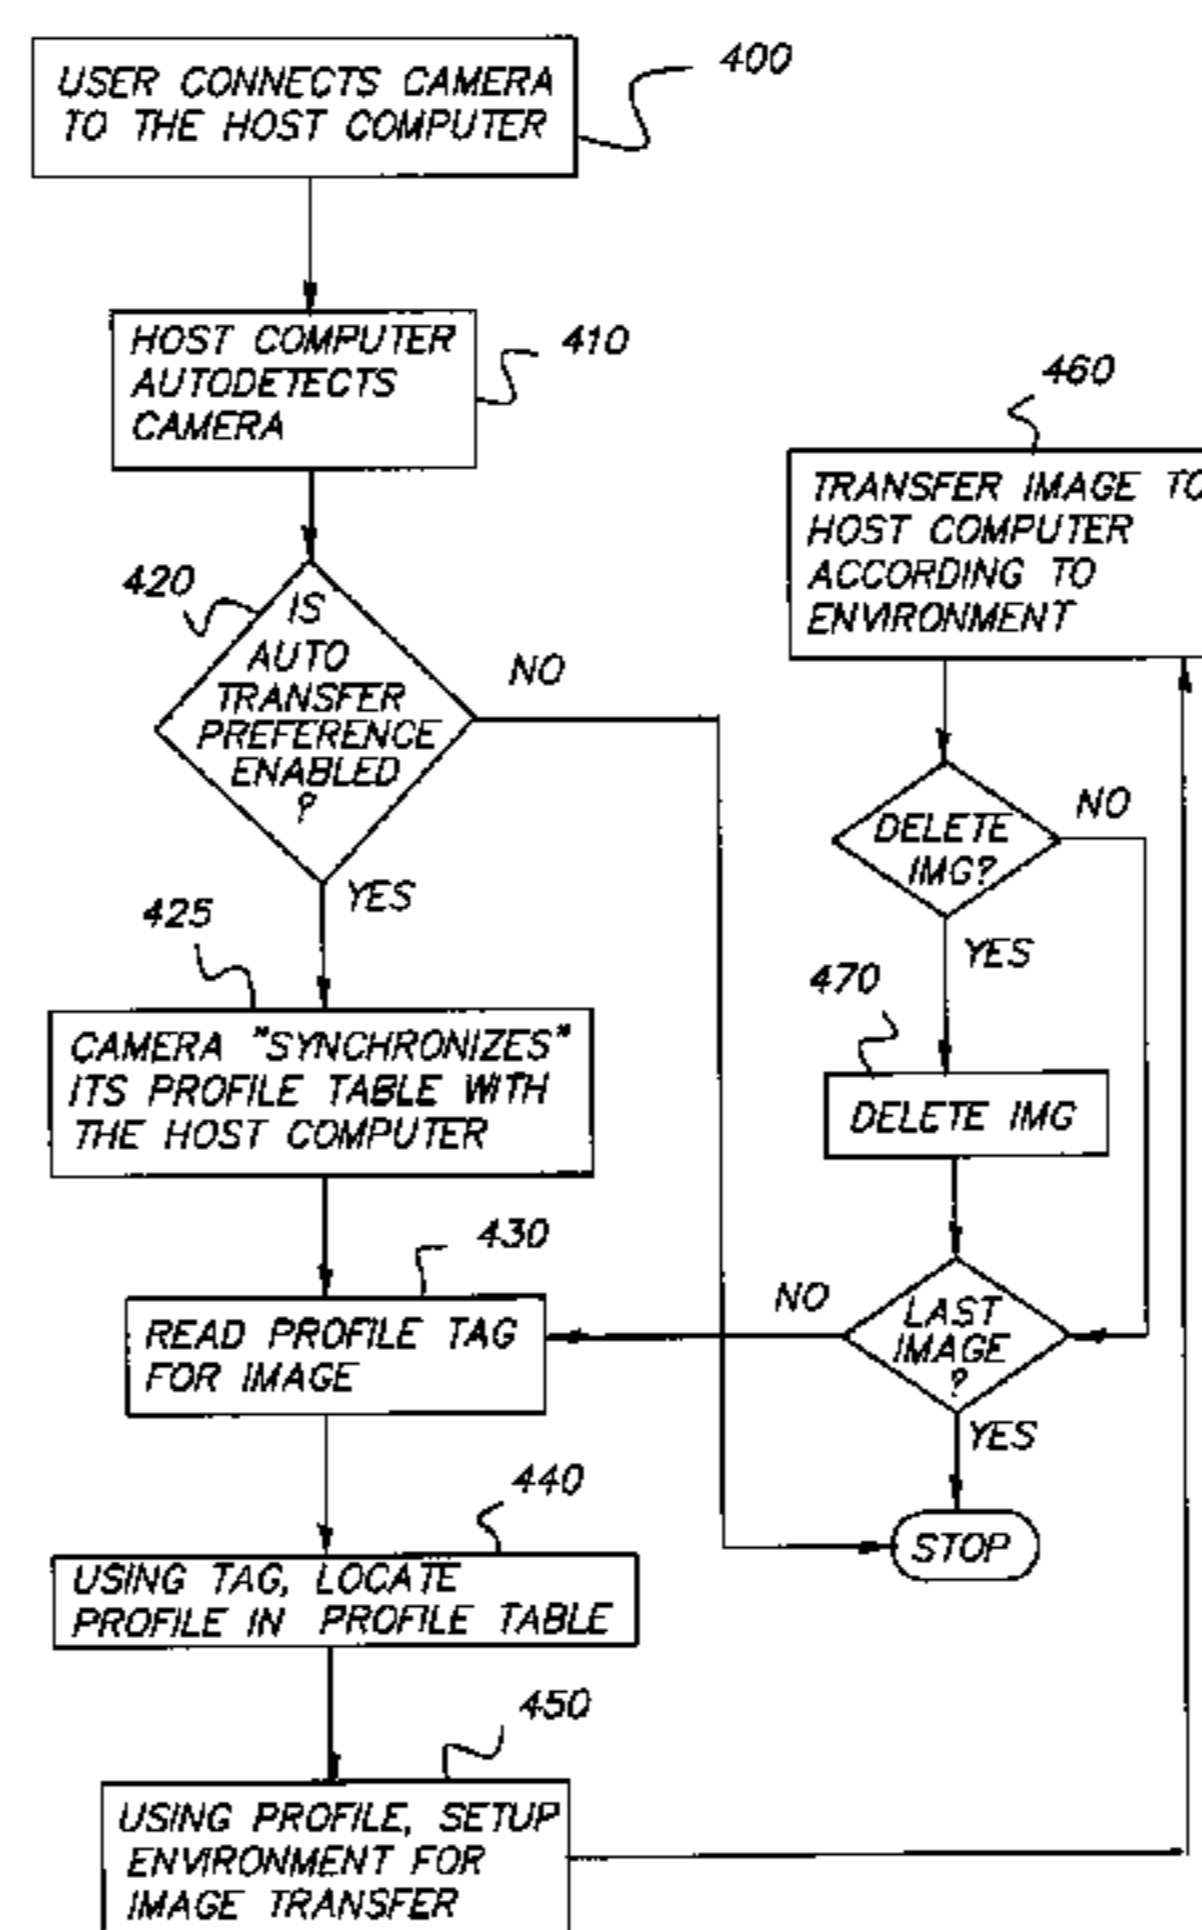 USER CONNECTS CAMERA
TO THE HOST COMPUTER
400
HOST COMPUTER
AUTODETECTS
CAMERA
410
420
IS
AUTO
TRANSFER
PREFERENCE
ENABLED
?
NO
YES
425
CAMERA "SYNCHRONIZES"
ITS PROFILE TABLE WITH
THE HOST COMPUTER
430
READ PROFILE TAG
FOR IMAGE
440
USING TAG, LOCATE
PROFILE IN PROFILE TABLE
450
USING PROFILE, SETUP
ENVIRONMENT FOR
IMAGE TRANSFER
460
TRANSFER IMAGE TO
HOST COMPUTER
ACCORDING TO
ENVIRONMENT
DELETE
IMG?
NO
YES
470
DELETE IMG
LAST
IMAGE
?
NO
YES
STOP